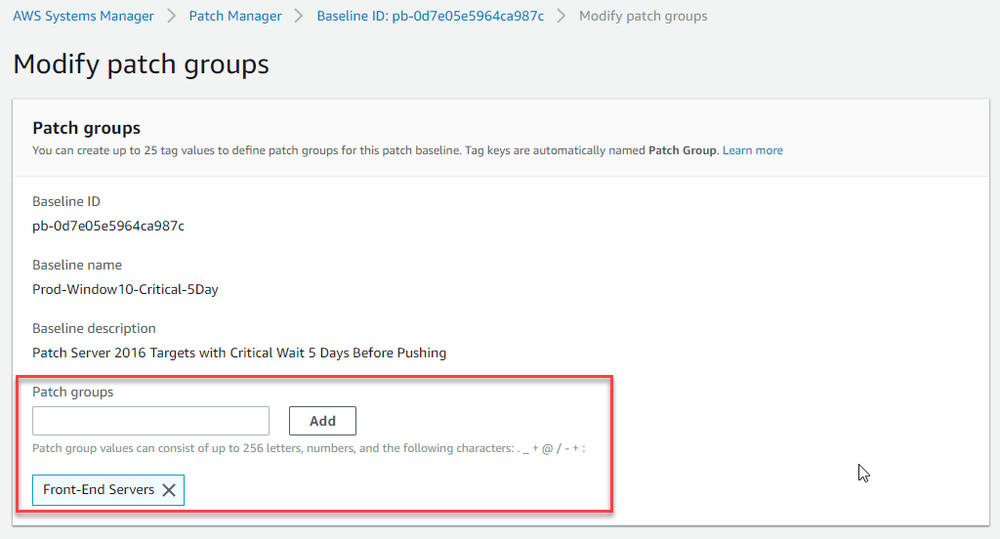 AWS Systems Manager > Patch Manager > Baseline ID: pb-0d7e05e5964ca987c > Modify patch groups
Modify patch groups
Patch groups
You can create up to 25 tag values to define patch groups for this patch baseline. Tag keys are automatically named Patch Group. Learn more
Baseline ID
pb-0d7e05e5964ca987c
Baseline name
Prod-Window10-Critical-5Day
Baseline description
Patch Server 2016 Targets with Critical Wait 5 Days Before Pushing
Patch groups
Add
Patch group values can consist of up to 256 letters, numbers, and the following characters: . _ + @ / - + :
Front-End Servers